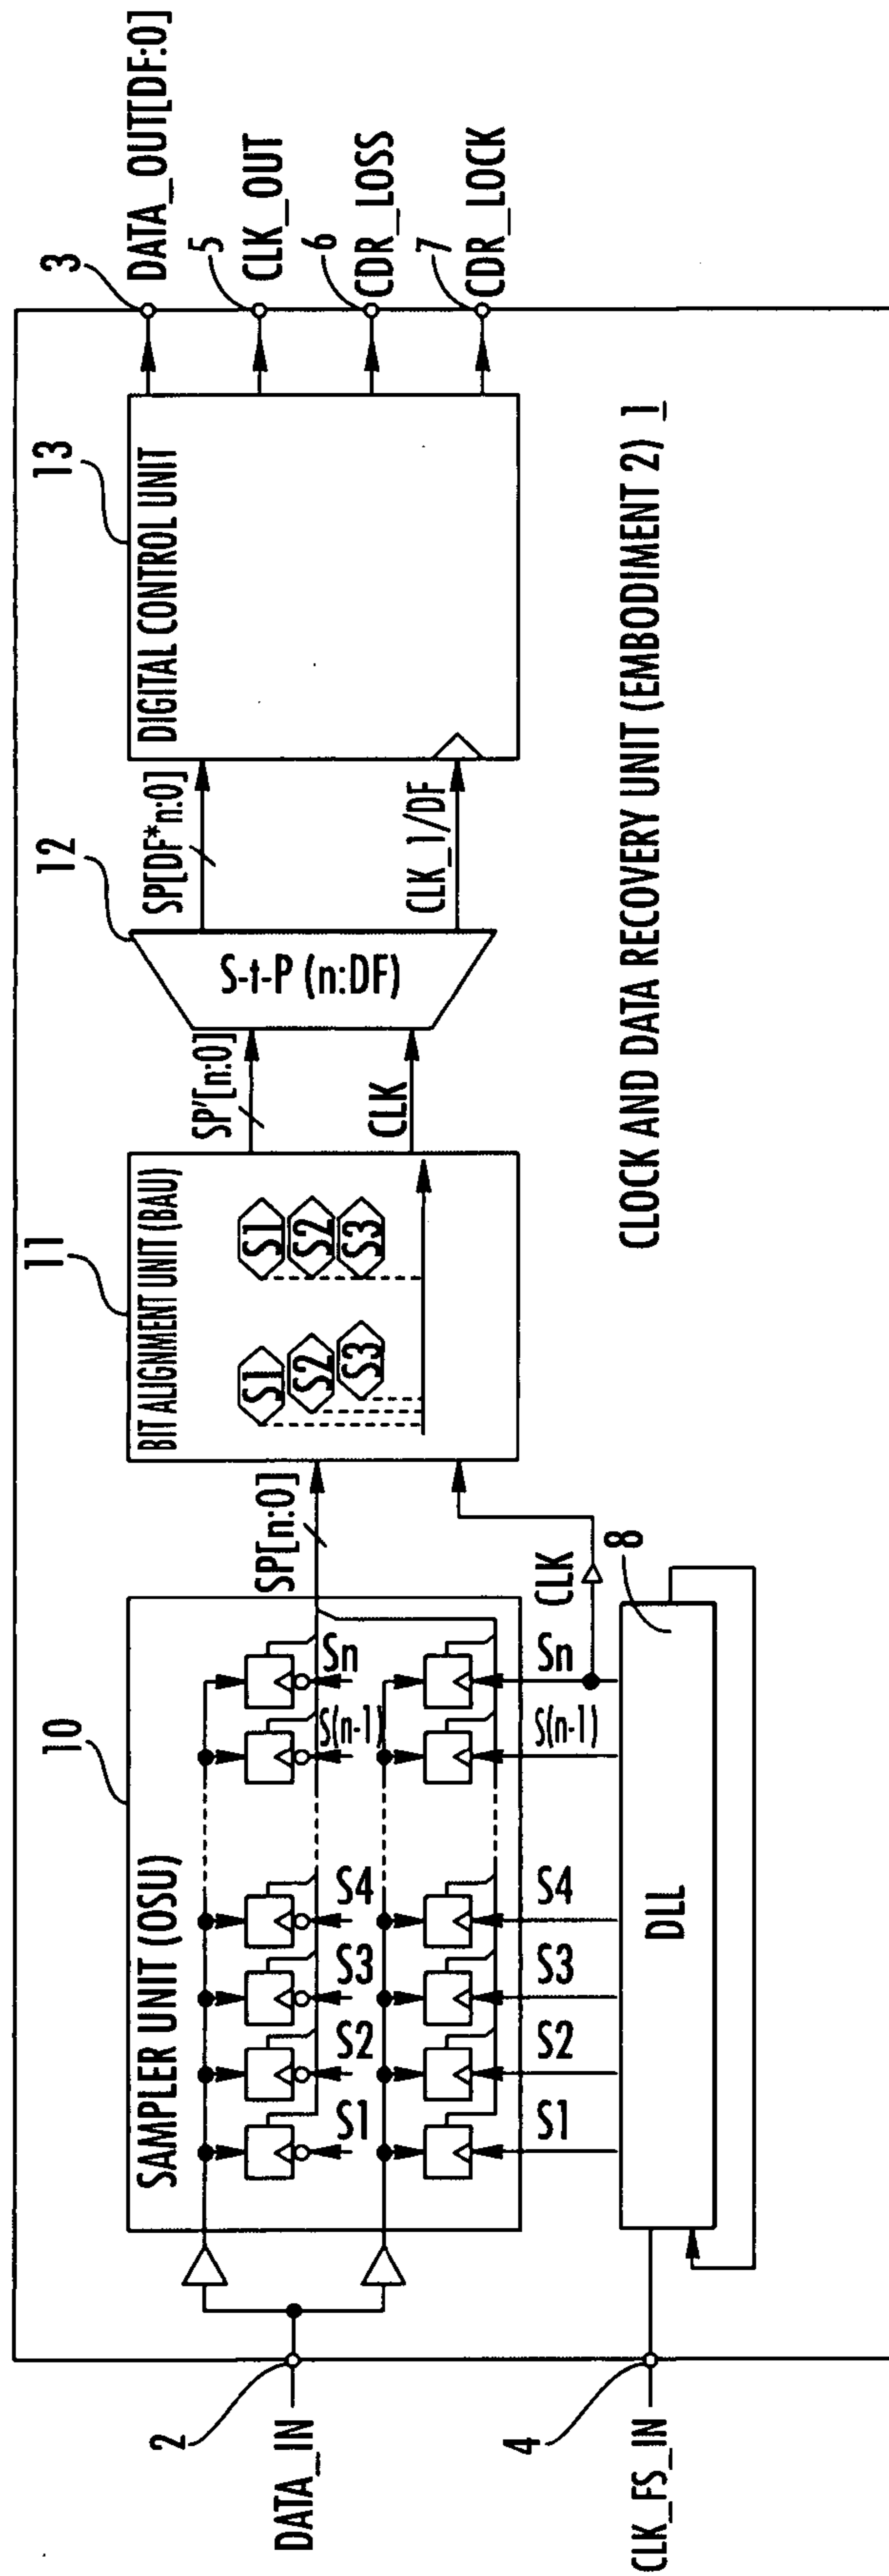 DATA_IN
2
CLK_FS_IN
4
10
SAMPLER UNIT (OSU)
S1
S2
S3
S4
S(n-1)
Sn
S1
S2
S3
S4
S(n-1)
Sn
CLK
DLL
8
SP[n:0]
11
BIT ALIGNMENT UNIT (BAU)
S1
S2
S3
S1
S2
S3
SP'[n:0]
CLK
12
S-t-P (n:DF)
SP[DF*n:0]
CLK_1/DF
13
DIGITAL CONTROL UNIT
3
DATA_OUT[DF:0]
5
CLK_OUT
6
CDR_LOSS
7
CDR_LOCK
CLOCK AND DATA RECOVERY UNIT (EMBODIMENT 2) 1